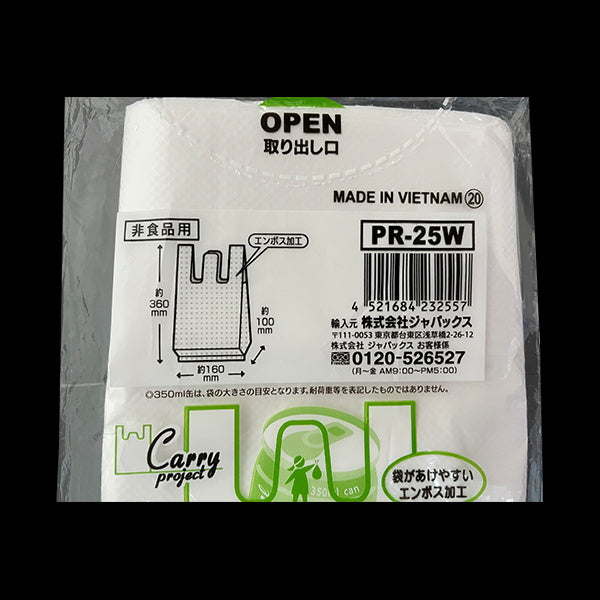 OPEN
取り出し口
MADE IN VIETNAM ⑳
非食品用
エンボス加工
PR-25W
約
360
mm
約
100
mm
約160
mm
4 521684 232557
輸入元 株式会社ジャパックス
〒111-0053 東京都台東区浅草橋2-26-12
株式会社 ジャパックス お客様係
0120-526527
(月~金 AM9:00~PM5:00)
◎350ml缶は、袋の大きさの目安となります。耐荷重等を表記したものではありません。
Carry
project
350ml can
袋があけやすい
エンボス加工